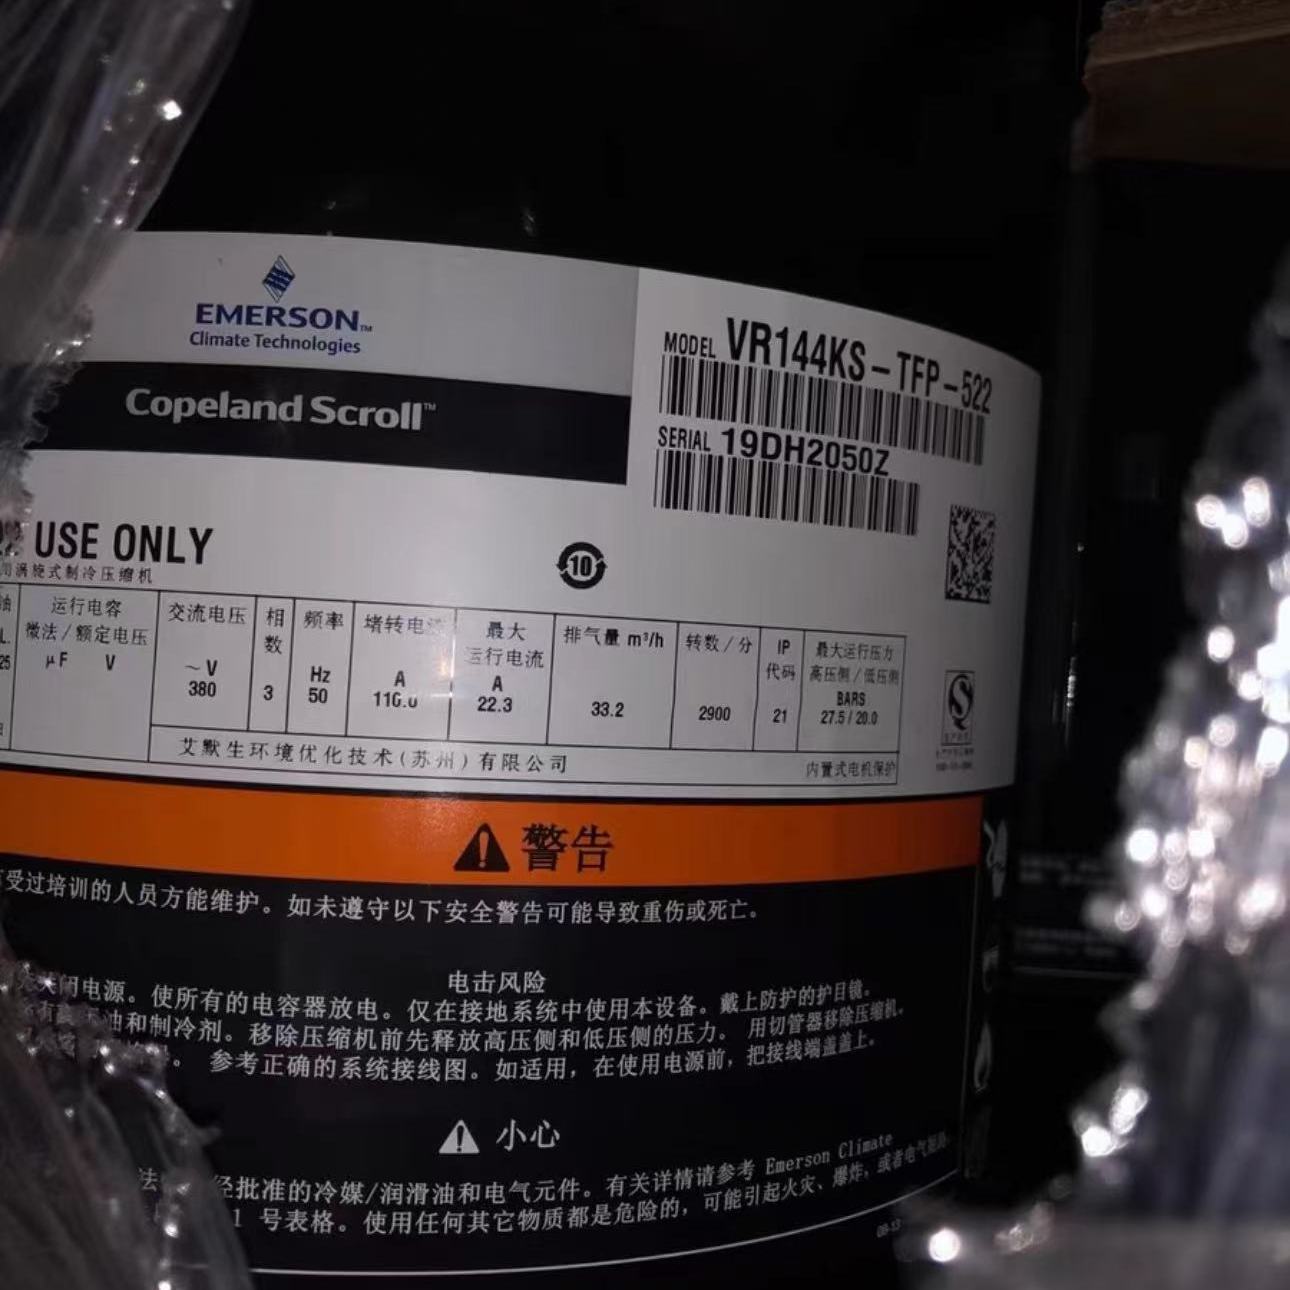 EMERSON™
Climate Technologies
Copeland Scroll™
MODEL VR144KS-TFP-522
SERIAL 19DH2050Z
USE ONLY
涡旋式制冷压缩机
10
油 运行电容 交流电压 相 频率 堵转电流 最大 排气量 m³/h 转数/分 IP 最大运行压力
微法/额定电压 数 运行电流 代码 高压侧/低压侧
μF V ~V Hz A A BARS
25 380 3 50 116.0 22.3 33.2 2900 21 27.5/20.0
艾默生环境优化技术(苏州)有限公司 内置式电机保护
警告
受过培训的人员方能维护。如未遵守以下安全警告可能导致重伤或死亡。
电击风险
闭电源。使所有的电容器放电。仅在接地系统中使用本设备。戴上防护的护目镜。
油和制冷剂。移除压缩机前先释放高压侧和低压侧的压力。 用切管器移除压缩机。
。 参考正确的系统接线图。如适用，在使用电源前，把接线端盖盖上。
小心
经批准的冷媒/润滑油和电气元件。有关详情请参考 Emerson Climate
1 号表格。使用任何其它物质都是危险的，可能引起火灾、爆炸，或者电气短路